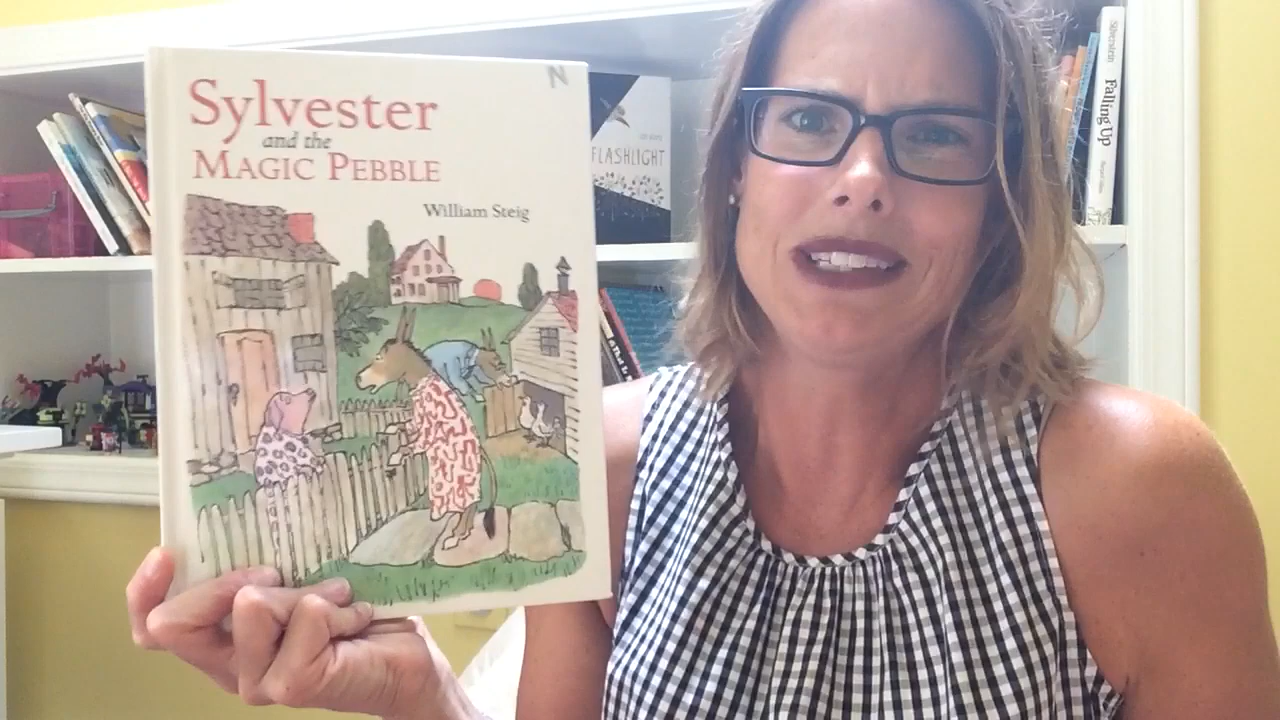 Sylvester
and the
MAGIC PEBBLE
William Steig
N
FLASHLIGHT
Silverstein
Falling Up